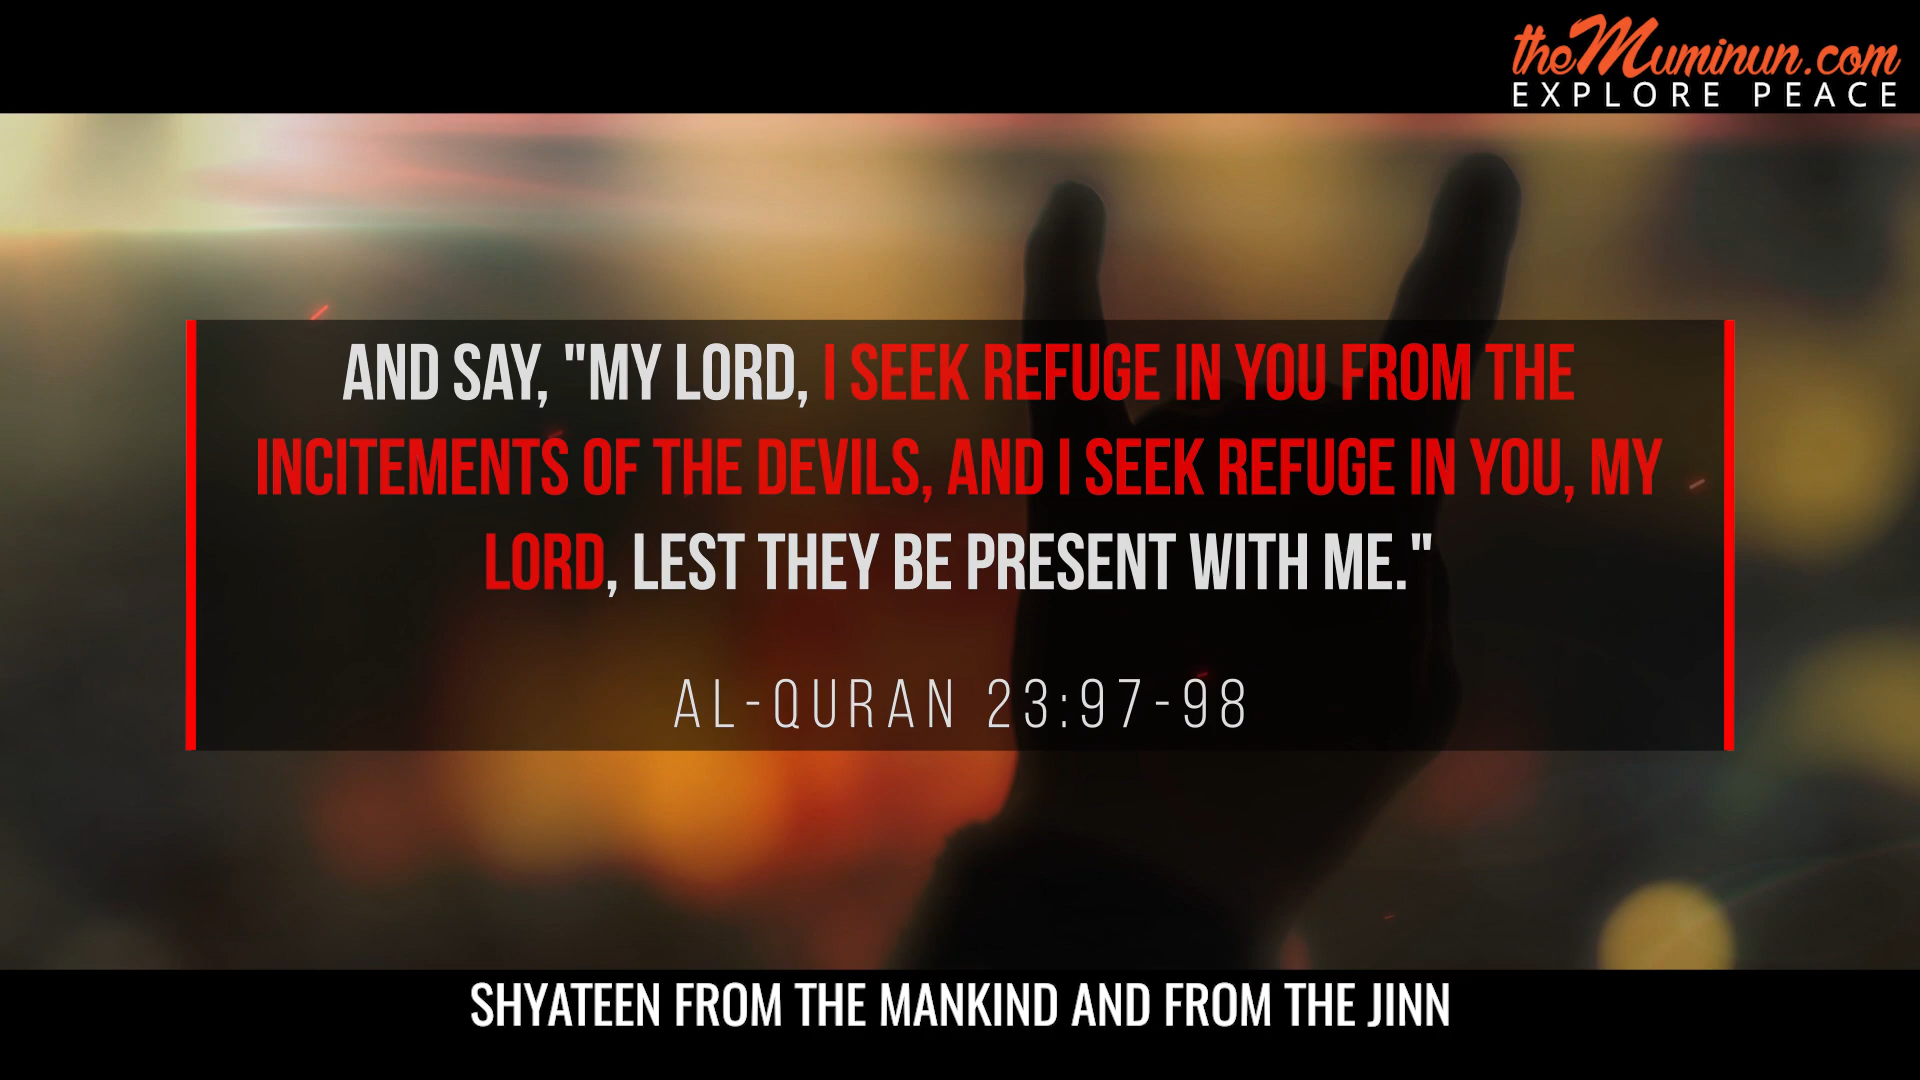 theMuminun.com
EXPLORE PEACE
AND SAY, "MY LORD, I SEEK REFUGE IN YOU FROM THE
INCITEMENTS OF THE DEVILS, AND I SEEK REFUGE IN YOU, MY
LORD, LEST THEY BE PRESENT WITH ME."
AL-QURAN 23:97-98
SHYATEEN FROM THE MANKIND AND FROM THE JINN